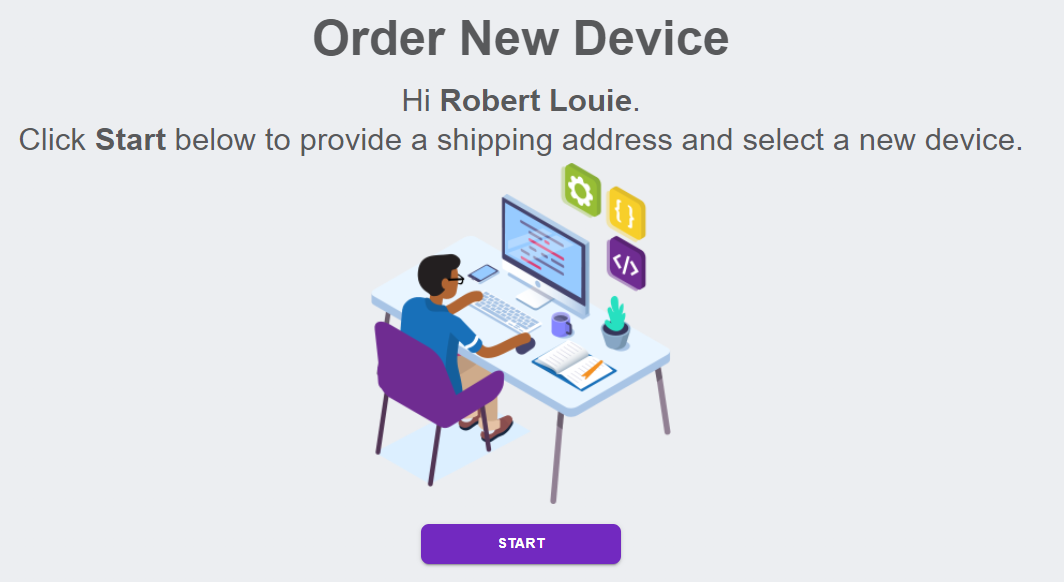 Order New Device
Hi Robert Louie.
Click Start below to provide a shipping address and select a new device.
{}
</>
START